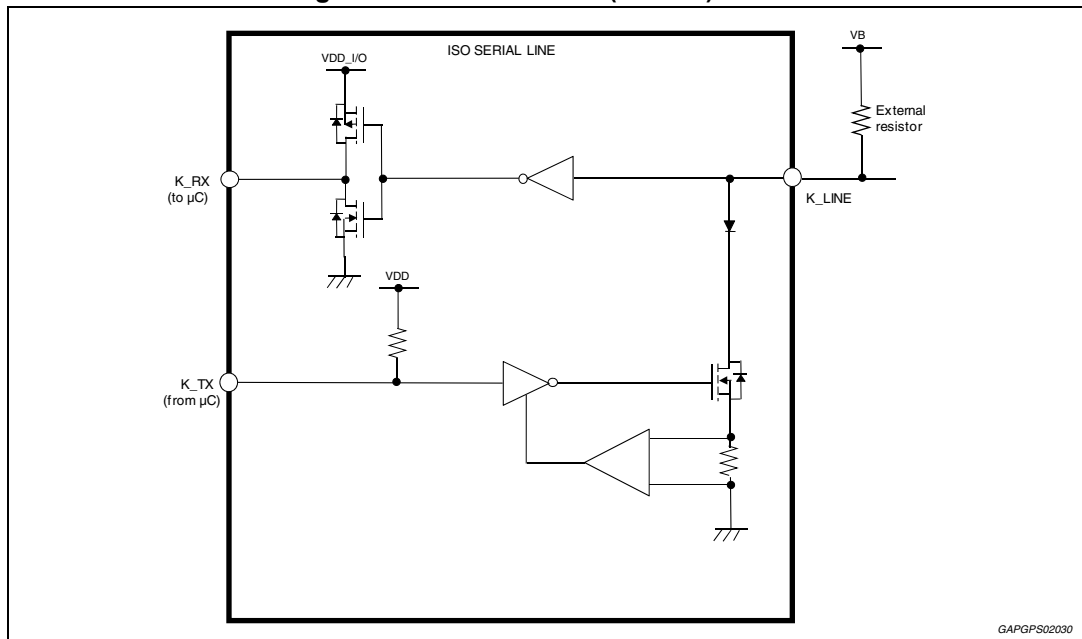 ISO SERIAL LINE
VB
VDD_I/O
External
resistor
K_RX
(to µC)
K_LINE
VDD
K_TX
(from µC)
GAPGPS02030